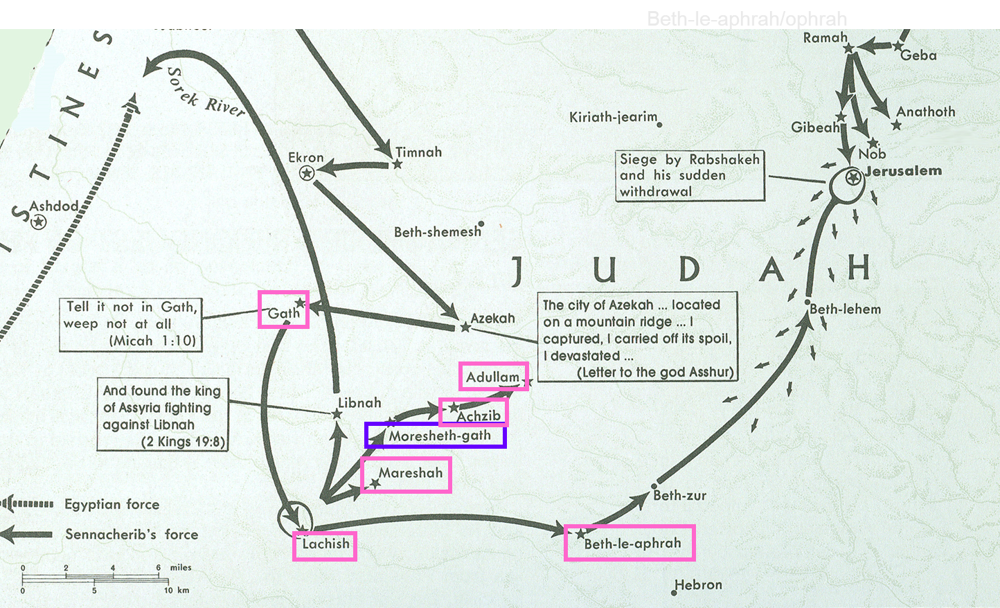 Beth-le-aphrah/ophrah
Ramah
Geba
Sorek River
Kiriath-jearim
Anathoth
Gibeah
Nob
Timnah
Ekron
Siege by Rabshakeh
and his sudden
withdrawal
Jerusalem
Ashdod
Beth-shemesh
J U D A H
S T I N E S
Tell it not in Gath,
weep not at all
(Micah 1:10)
Gath
Azekah
The city of Azekah ... located
on a mountain ridge ... I
captured, I carried off its spoil,
I devastated ...
(Letter to the god Asshur)
Beth-lehem
Adullam
And found the king
of Assyria fighting
against Libnah
(2 Kings 19:8)
Libnah
Achzib
Moresheth-gath
Mareshah
Beth-zur
Egyptian force
Sennacherib's force
Lachish
Beth-le-aphrah
Hebron
0 2 4 6 miles
0 5 10 km